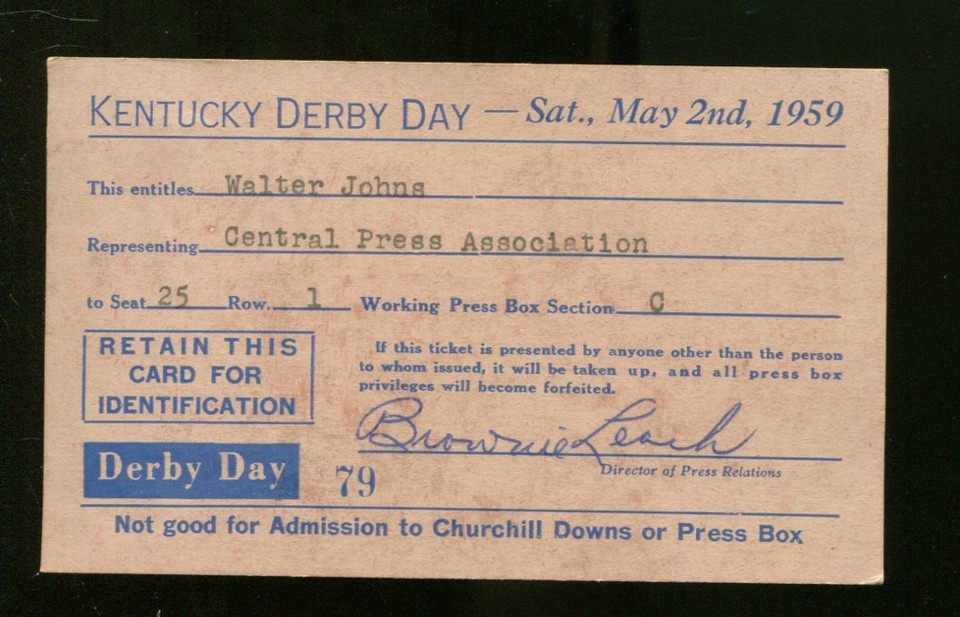 KENTUCKY DERBY DAY — Sat., May 2nd, 1959
This entitles Walter Johns
Representing Central Press Association
to Seat 25 Row 1 Working Press Box Section C
RETAIN THIS
CARD FOR
IDENTIFICATION
If this ticket is presented by anyone other than the person
to whom issued, it will be taken up, and all press box
privileges will become forfeited.
Brownie Leach
Director of Press Relations
Derby Day 79
Not good for Admission to Churchill Downs or Press Box